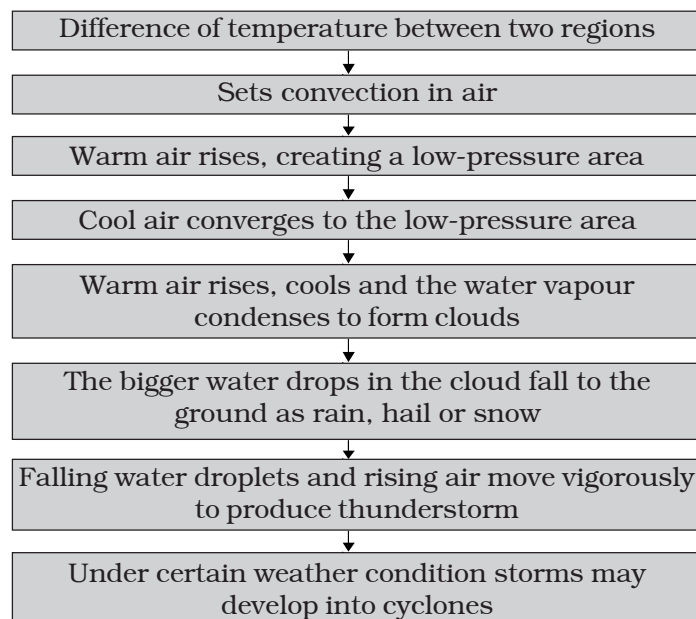 Difference of temperature between two regions
Sets convection in air
Warm air rises, creating a low-pressure area
Cool air converges to the low-pressure area
Warm air rises, cools and the water vapour
condenses to form clouds
The bigger water drops in the cloud fall to the
ground as rain, hail or snow
Falling water droplets and rising air move vigorously
to produce thunderstorm
Under certain weather condition storms may
develop into cyclones